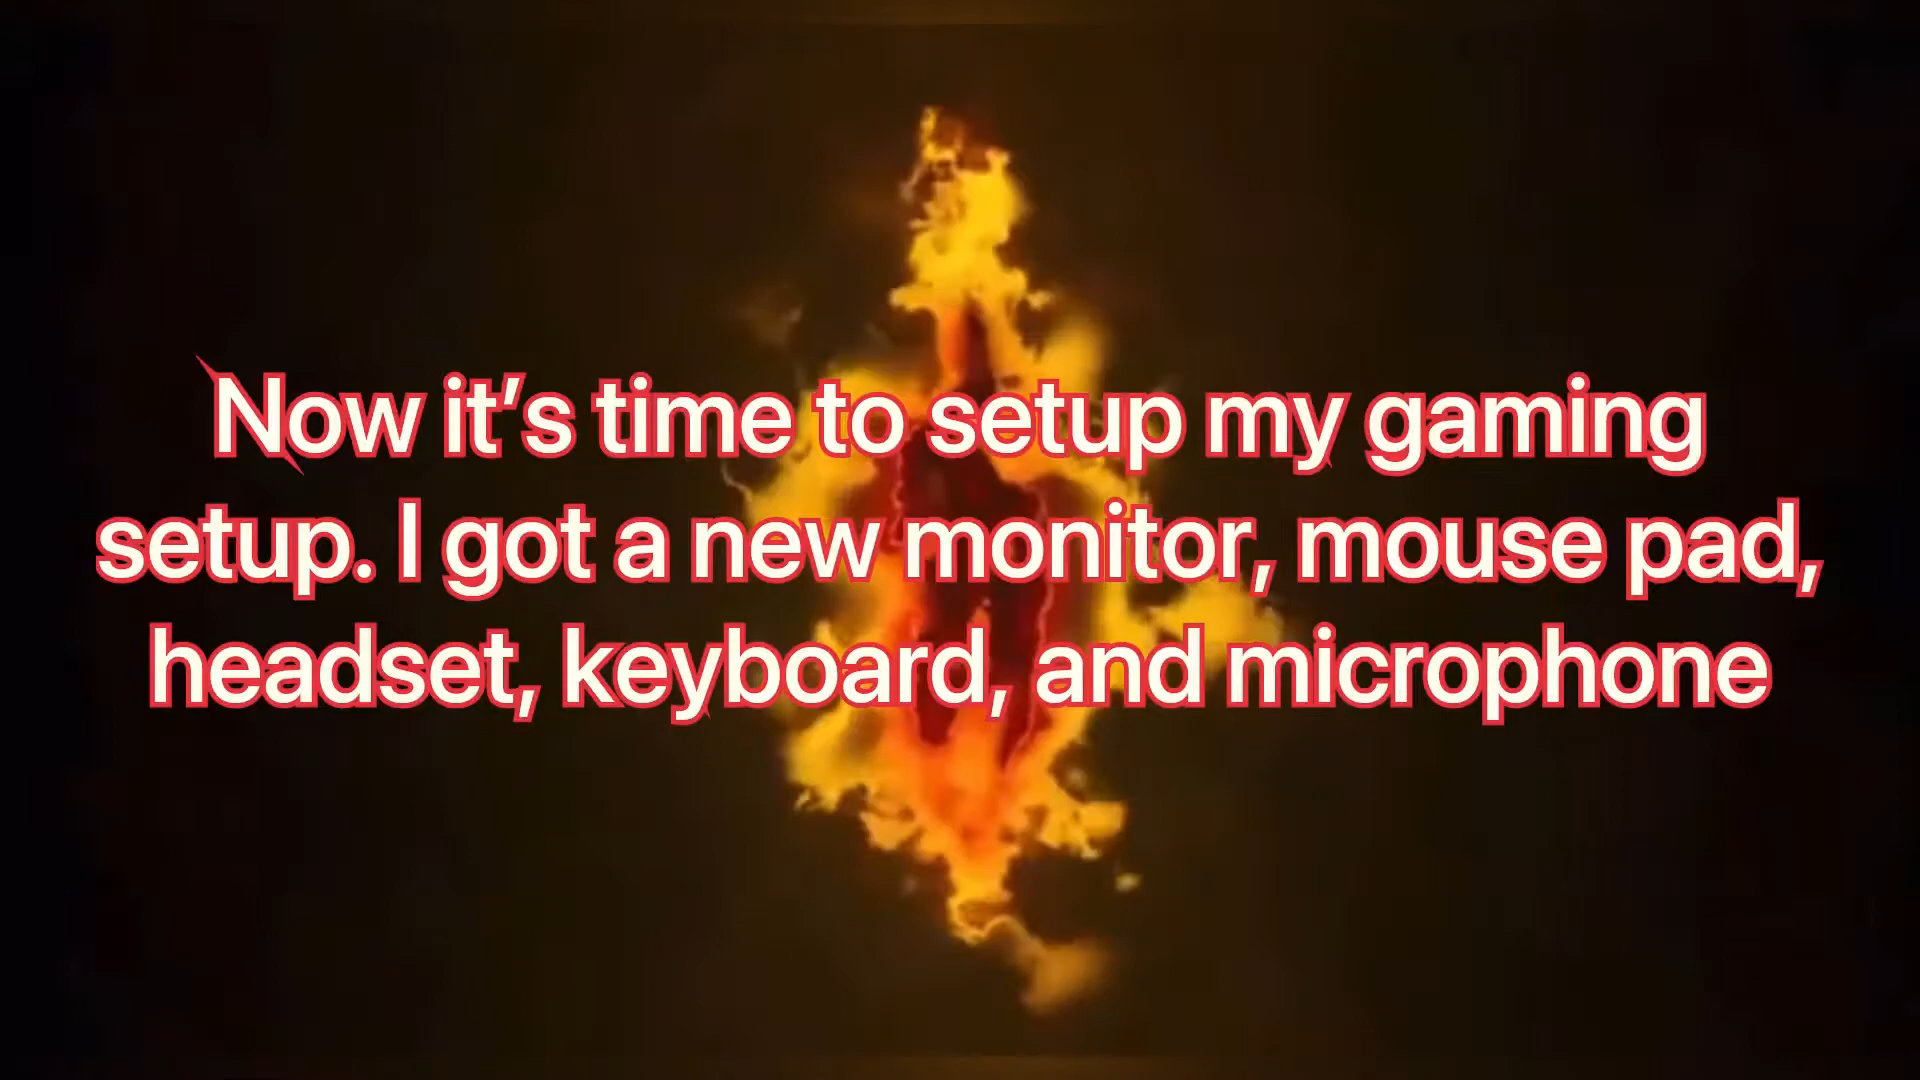 Now it’s time to setup my gaming
setup. I got a new monitor, mouse pad,
headset, keyboard, and microphone